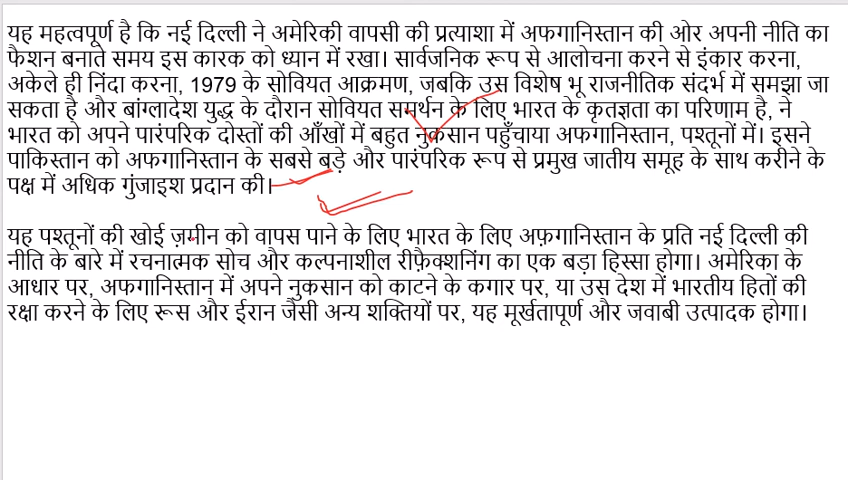 यह महत्वपूर्ण है कि नई दिल्ली ने अमेरिकी वापसी की प्रत्याशा में अफगानिस्तान की ओर अपनी नीति का
फैशन बनाते समय इस कारक को ध्यान में रखा। सार्वजनिक रूप से आलोचना करने से इंकार करना,
अकेले ही निंदा करना, 1979 के सोवियत आक्रमण, जबकि उस विशेष भू राजनीतिक संदर्भ में समझा जा
सकता है और बांग्लादेश युद्ध के दौरान सोवियत समर्थन के लिए भारत के कृतज्ञता का परिणाम है, ने
भारत को अपने पारंपरिक दोस्तों की आँखों में बहुत नुकसान पहुँचाया अफगानिस्तान, पश्तूनों में। इसने
पाकिस्तान को अफगानिस्तान के सबसे बड़े और पारंपरिक रूप से प्रमुख जातीय समूह के साथ करीने के
पक्ष में अधिक गुंजाइश प्रदान की।
यह पश्तूनों की खोई ज़मीन को वापस पाने के लिए भारत के लिए अफ़गानिस्तान के प्रति नई दिल्ली की
नीति के बारे में रचनात्मक सोच और कल्पनाशील रीफ़ैक्शनिंग का एक बड़ा हिस्सा होगा। अमेरिका के
आधार पर, अफगानिस्तान में अपने नुकसान को काटने के कगार पर, या उस देश में भारतीय हितों की
रक्षा करने के लिए रूस और ईरान जैसी अन्य शक्तियों पर, यह मूर्खतापूर्ण और जवाबी उत्पादक होगा।